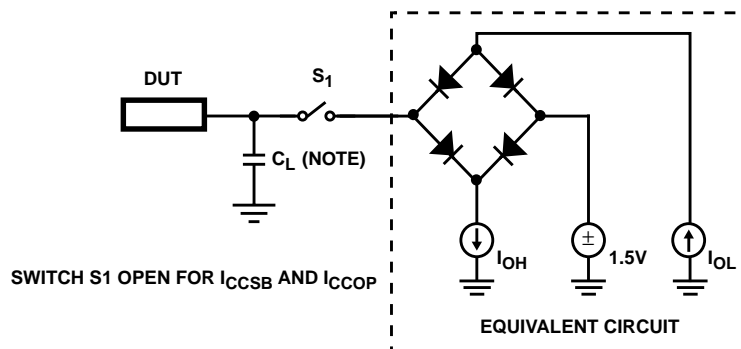 DUT
S1
CL (NOTE)
IOH
±
1.5V
IOL
SWITCH S1 OPEN FOR ICCSB AND ICCOP
EQUIVALENT CIRCUIT